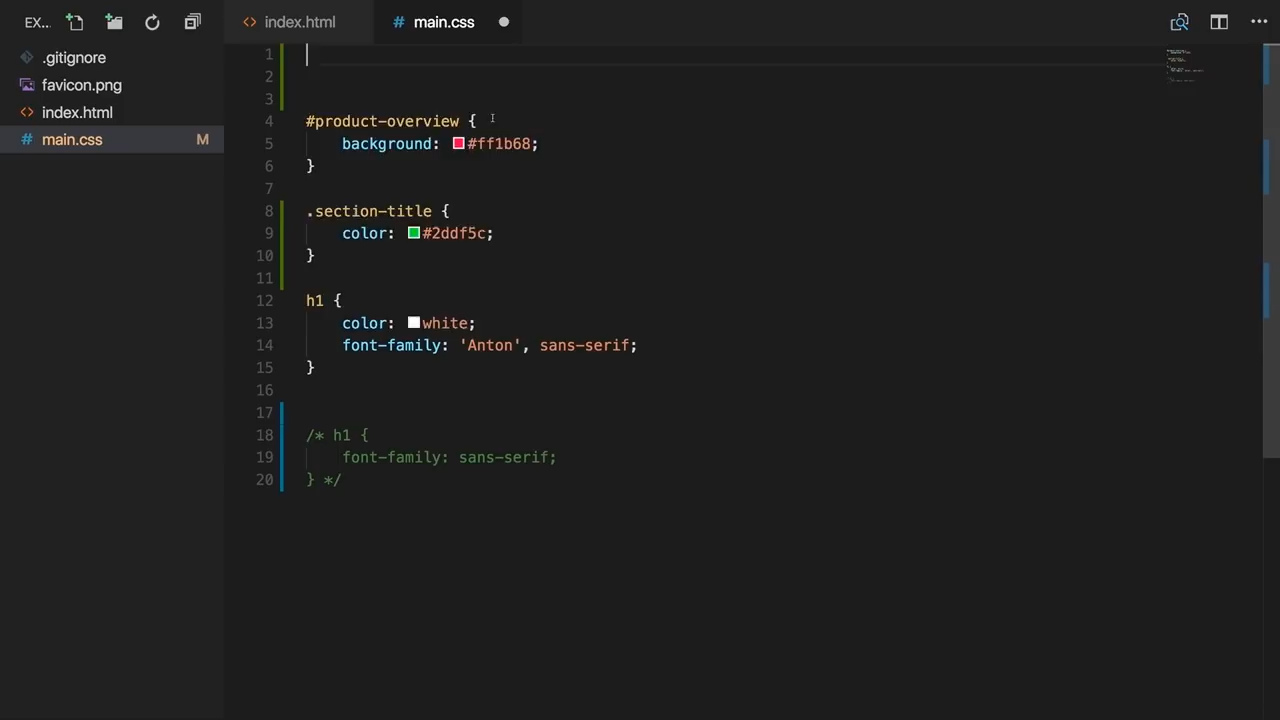 EX...
index.html
# main.css
.gitignore
favicon.png
index.html
# main.css M
1
2
3
4 #product-overview {
5 background: #ff1b68;
6 }
7
8 .section-title {
9 color: #2ddf5c;
10 }
11
12 h1 {
13 color: white;
14 font-family: 'Anton', sans-serif;
15 }
16
17
18 /* h1 {
19 font-family: sans-serif;
20 } */